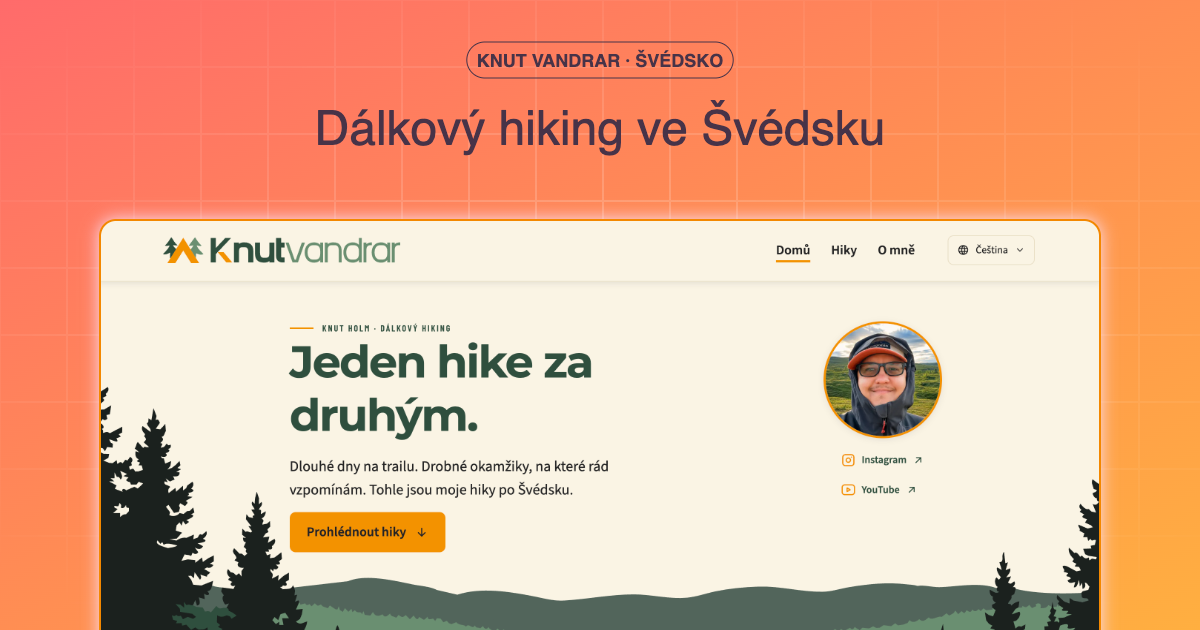 KNUT VANDRAR · ŠVÉDSKO
Dálkový hiking ve Švédsku
Knutvandrar
Domů
Hiky
O mně
Čeština
KNUT HOLM · DÁLKOVÝ HIKING
Jeden hike za
druhým.
Dlouhé dny na trailu. Drobné okamžiky, na které rád
vzpomínám. Tohle jsou moje hiky po Švédsku.
Prohlédnout hiky ↓
Instagram ↗
YouTube ↗